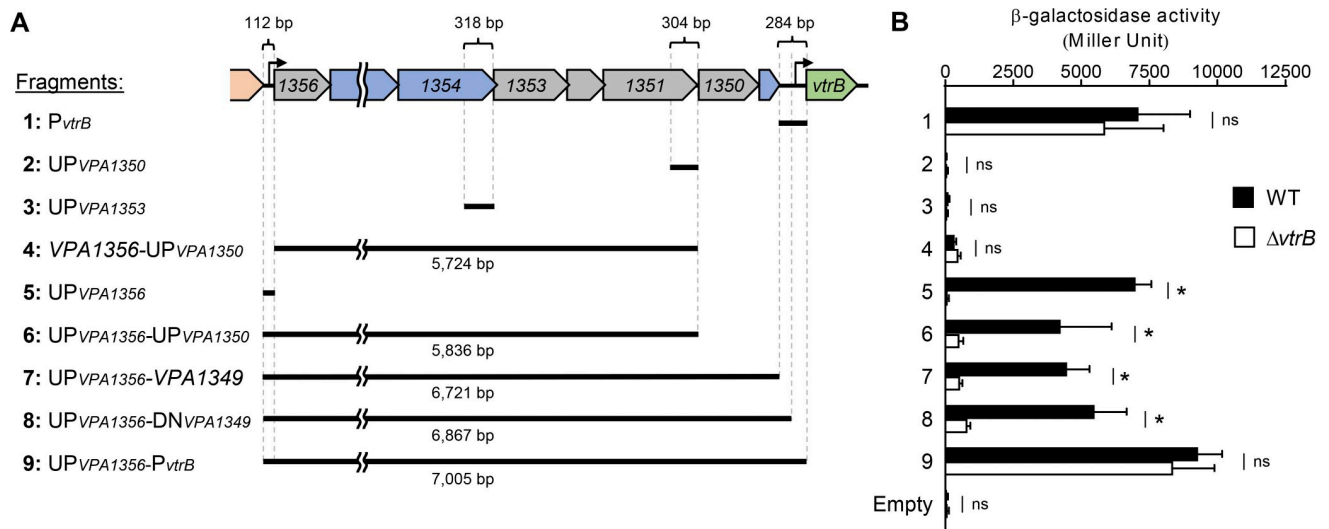 A
112 bp
318 bp
304 bp
284 bp
1356
1354
1353
1351
1350
vtrB
Fragments:
1: PvtrB
2: UPVPA1350
3: UPVPA1353
4: VPA1356-UPVPA1350
5,724 bp
5: UPVPA1356
6: UPVPA1356-UPVPA1350
5,836 bp
7: UPVPA1356-VPA1349
6,721 bp
8: UPVPA1356-DNVPA1349
6,867 bp
9: UPVPA1356-PvtrB
7,005 bp
B
β-galactosidase activity
(Miller Unit)
0 2500 5000 7500 10000 12500
1 ns
2 ns
3 ns
4 ns
5 *
6 *
7 *
8 *
9 ns
Empty ns
WT
ΔvtrB